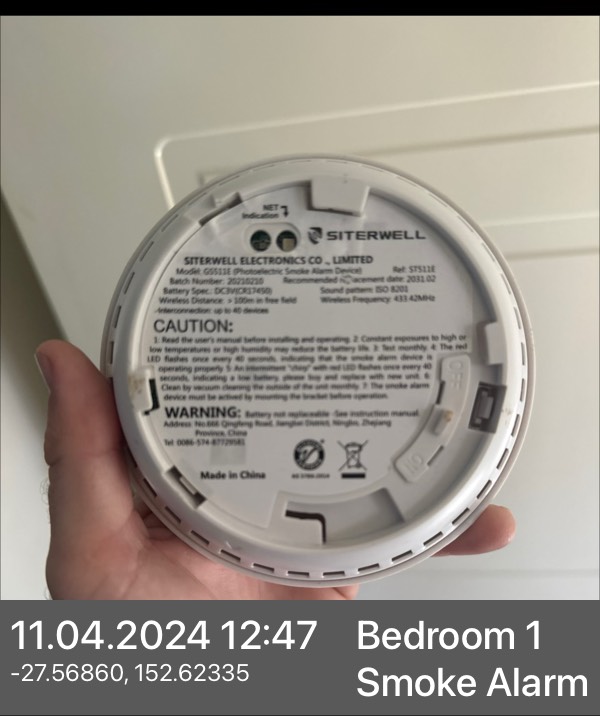 NET
Indication
SITERWELL
SITERWELL ELECTRONICS CO., LIMITED
Model: GS511E (Photoelectric Smoke Alarm Device) Ref: ST511E
Batch Number: 20210210 Recommended replacement date: 2031.02
Battery Spec.: DC3V(CR17450) Sound pattern: ISO 8201
Wireless Distance: >100m in free field Wireless Frequency: 433.42MHz
Interconnection: up to 40 devices
CAUTION:
1. Read the user's manual before installing and operating. 2. Constant exposures to high or
low temperatures or high humidity may reduce the battery life. 3. Test monthly. 4. The red
LED flashes once every 40 seconds, indicating that the smoke alarm device is
operating properly 5. An intermittent "chirp" with red LED flashes once every 40
seconds, indicating a low battery, please buy and replace with new unit. 6.
Clean by vacuum cleaning the outside of the unit monthly. 7. The smoke alarm
device must be actived by mounting the bracket before operation.
WARNING: Battery not replaceable -See instruction manual.
Address: No.666 Qingfeng Road, Jiangbei District, Ningbo, Zhejiang
Province, China
Tel: 0086-574-87729581
OFF
Made in China
AS 3786:2014
11.04.2024 12:47
-27.56860, 152.62335
Bedroom 1
Smoke Alarm